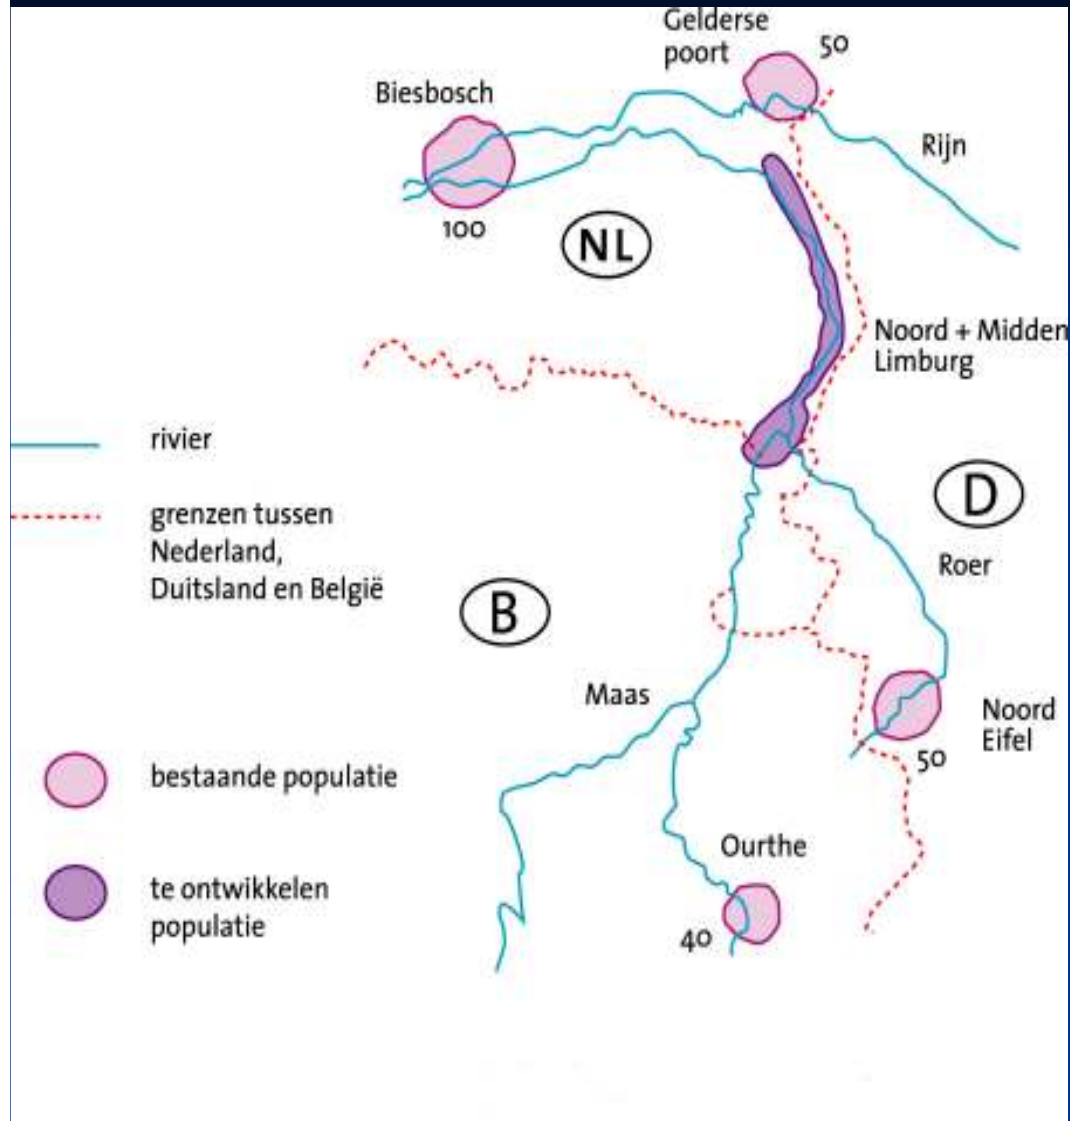 Gelderse
poort
50
Biesbosch
Rijn
100
NL
Noord + Midden
Limburg
rivier
grenzen tussen
Nederland,
Duitsland en België
D
Roer
B
Maas
Noord
Eifel
50
bestaande populatie
Ourthe
te ontwikkelen
populatie
40